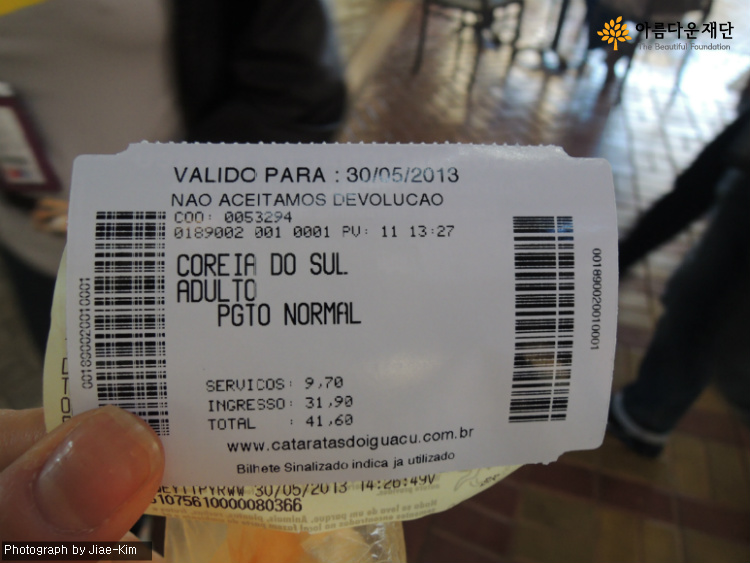 아름다운재단
The Beautiful Foundation
VALIDO PARA : 30/05/2013
NAO ACEITAMOS DEVOLUCAO
COO: 0053294
0189002 001 0001 PV: 11 13:27
COREIA DO SUL
ADULTO
PGTO NORMAL
SERVICOS: 9,70
INGRESSO: 31,90
TOTAL : 41,60
www.cataratasdoiguacu.com.br
Bilhete Sinalizado indica ja utilizado
00189000200010001
00189000200010001
30/05/2013 14:26:49V
1075610000080366
Photograph by Jiae-Kim